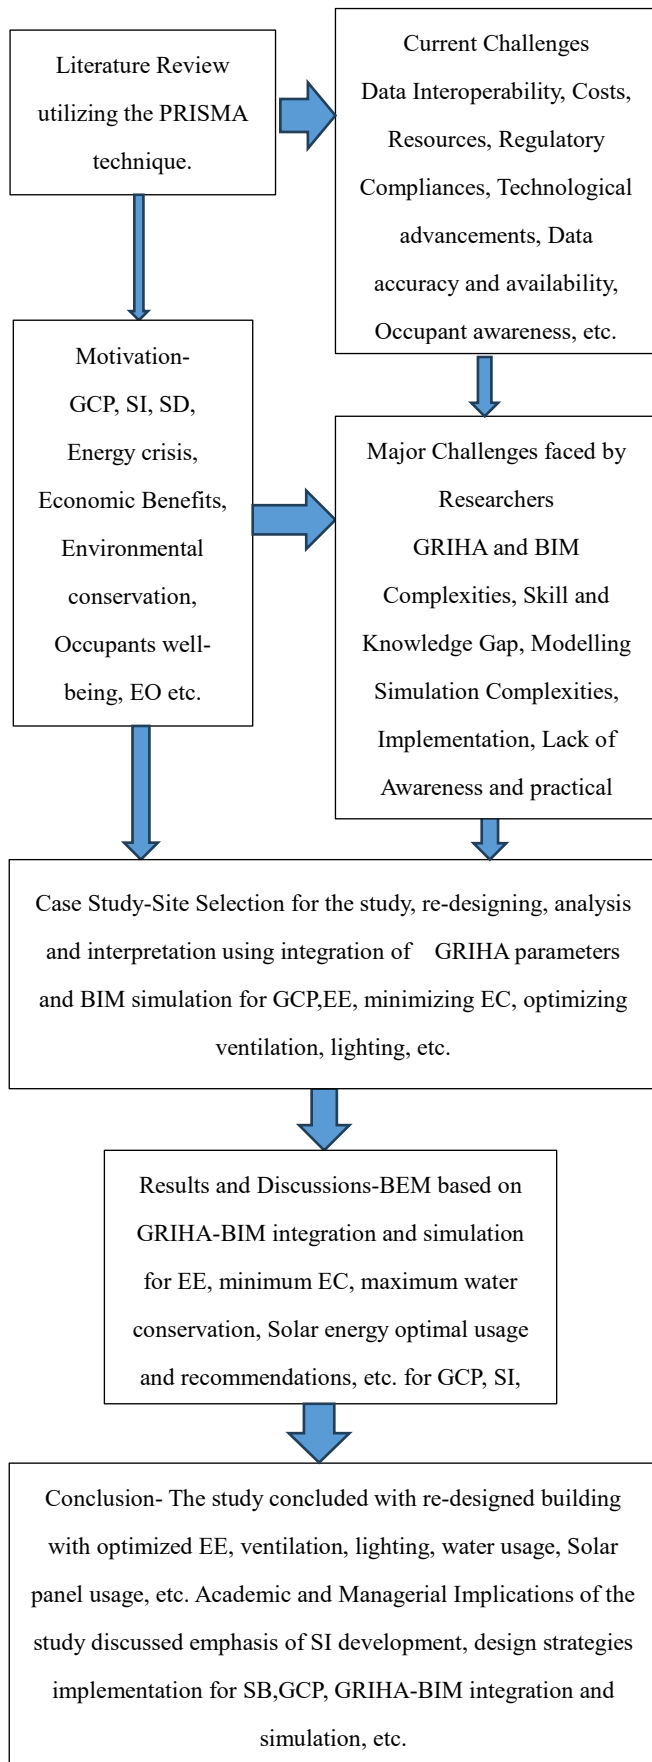 Literature Review
utilizing the PRISMA
technique.
Current Challenges
Data Interoperability, Costs,
Resources, Regulatory
Compliances, Technological
advancements, Data
accuracy and availability,
Occupant awareness, etc.
Motivation-
GCP, SI, SD,
Energy crisis,
Economic Benefits,
Environmental
conservation,
Occupants well-
being, EO etc.
Major Challenges faced by
Researchers
GRIHA and BIM
Complexities, Skill and
Knowledge Gap, Modelling
Simulation Complexities,
Implementation, Lack of
Awareness and practical
Case Study-Site Selection for the study, re-designing, analysis
and interpretation using integration of GRIHA parameters
and BIM simulation for GCP,EE, minimizing EC, optimizing
ventilation, lighting, etc.
Results and Discussions-BEM based on
GRIHA-BIM integration and simulation
for EE, minimum EC, maximum water
conservation, Solar energy optimal usage
and recommendations, etc. for GCP, SI,
Conclusion- The study concluded with re-designed building
with optimized EE, ventilation, lighting, water usage, Solar
panel usage, etc. Academic and Managerial Implications of the
study discussed emphasis of SI development, design strategies
implementation for SB,GCP, GRIHA-BIM integration and
simulation, etc.